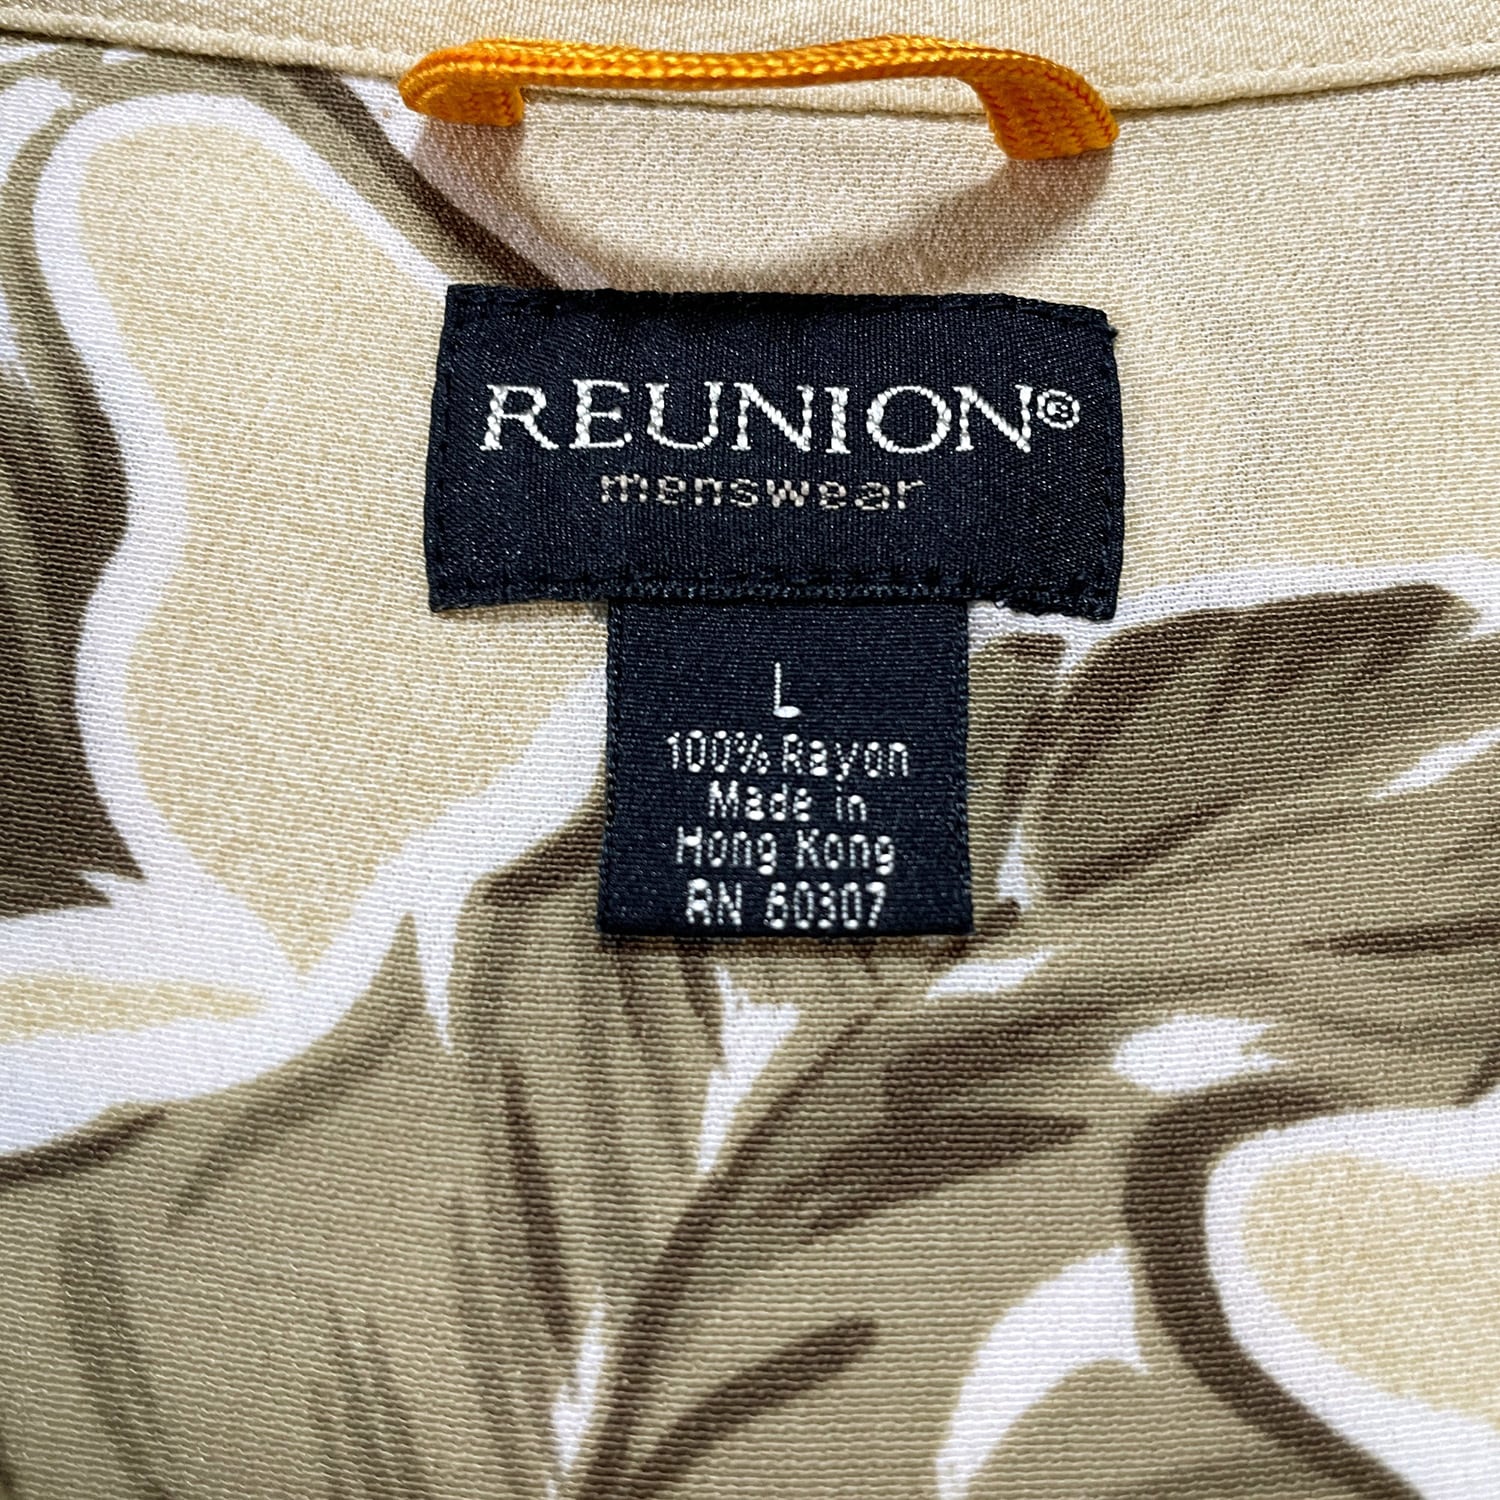 REUNION®
menswear
L
100% Rayon
Made in
Hong Kong
RN 60307